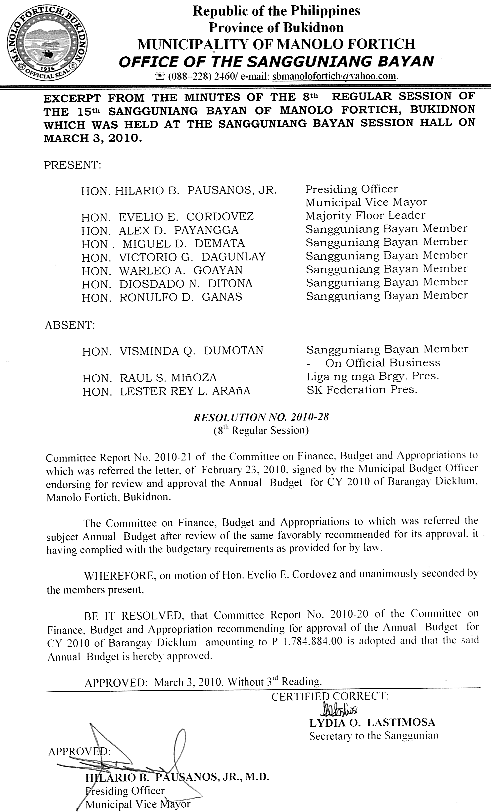 Republic of the Philippines
Province of Bukidnon
MUNICIPALITY OF MANOLO FORTICH
OFFICE OF THE SANGGUNIANG BAYAN
☏ (088-228) 2460/ e-mail: sbmanolofortich@yahoo.com.
MANOLO FORTICH, BUKIDNON
OFFICIAL SEAL
EXCERPT FROM THE MINUTES OF THE 8th REGULAR SESSION OF
THE 15th SANGGUNIANG BAYAN OF MANOLO FORTICH, BUKIDNON
WHICH WAS HELD AT THE SANGGUNIANG BAYAN SESSION HALL ON
MARCH 3, 2010.
PRESENT:
HON. HILARIO B. PAUSANOS, JR. Presiding Officer
Municipal Vice Mayor
HON. EVELIO E. CORDOVEZ Majority Floor Leader
HON. ALEX D. PAYANGGA Sangguniang Bayan Member
HON . MIGUEL D. DEMATA Sangguniang Bayan Member
HON. VICTORIO G. DAGUNLAY Sangguniang Bayan Member
HON. WARLEO A. GOAYAN Sangguniang Bayan Member
HON. DIOSDADO N. DITONA Sangguniang Bayan Member
HON. RONULFO D. GANAS Sangguniang Bayan Member
ABSENT:
HON. VISMINDA Q. DUMOTAN Sangguniang Bayan Member
- On Official Business
HON. RAUL S. MIñOZA Liga ng mga Brgy. Pres.
HON. LESTER REY L. ARAñA SK Federation Pres.
RESOLUTION NO. 2010-28
(8th Regular Session)
Committee Report No. 2010-21 of the Committee on Finance, Budget and Appropriations to
which was referred the letter, of February 23, 2010, signed by the Municipal Budget Officer
endorsing for review and approval the Annual Budget for CY 2010 of Barangay Dicklum,
Manolo Fortich, Bukidnon.
The Committee on Finance, Budget and Appropriations to which was referred the
subject Annual Budget after review of the same favorably recommended for its approval, it
having complied with the budgetary requirements as provided for by law.
WHEREFORE, on motion of Hon. Evelio E. Cordovez and unanimously seconded by
the members present.
BE IT RESOLVED, that Committee Report No. 2010-20 of the Committee on
Finance, Budget and Appropriation recommending for approval of the Annual Budget for
CY 2010 of Barangay Dicklum amounting to P 1,784,884.00 is adopted and that the said
Annual Budget is hereby approved.
APPROVED: March 3, 2010. Without 3rd Reading.
CERTIFIED CORRECT:
LYDIA O. LASTIMOSA
Secretary to the Sanggunian
APPROVED:
HILARIO B. PAUSANOS, JR., M.D.
Presiding Officer
Municipal Vice Mayor